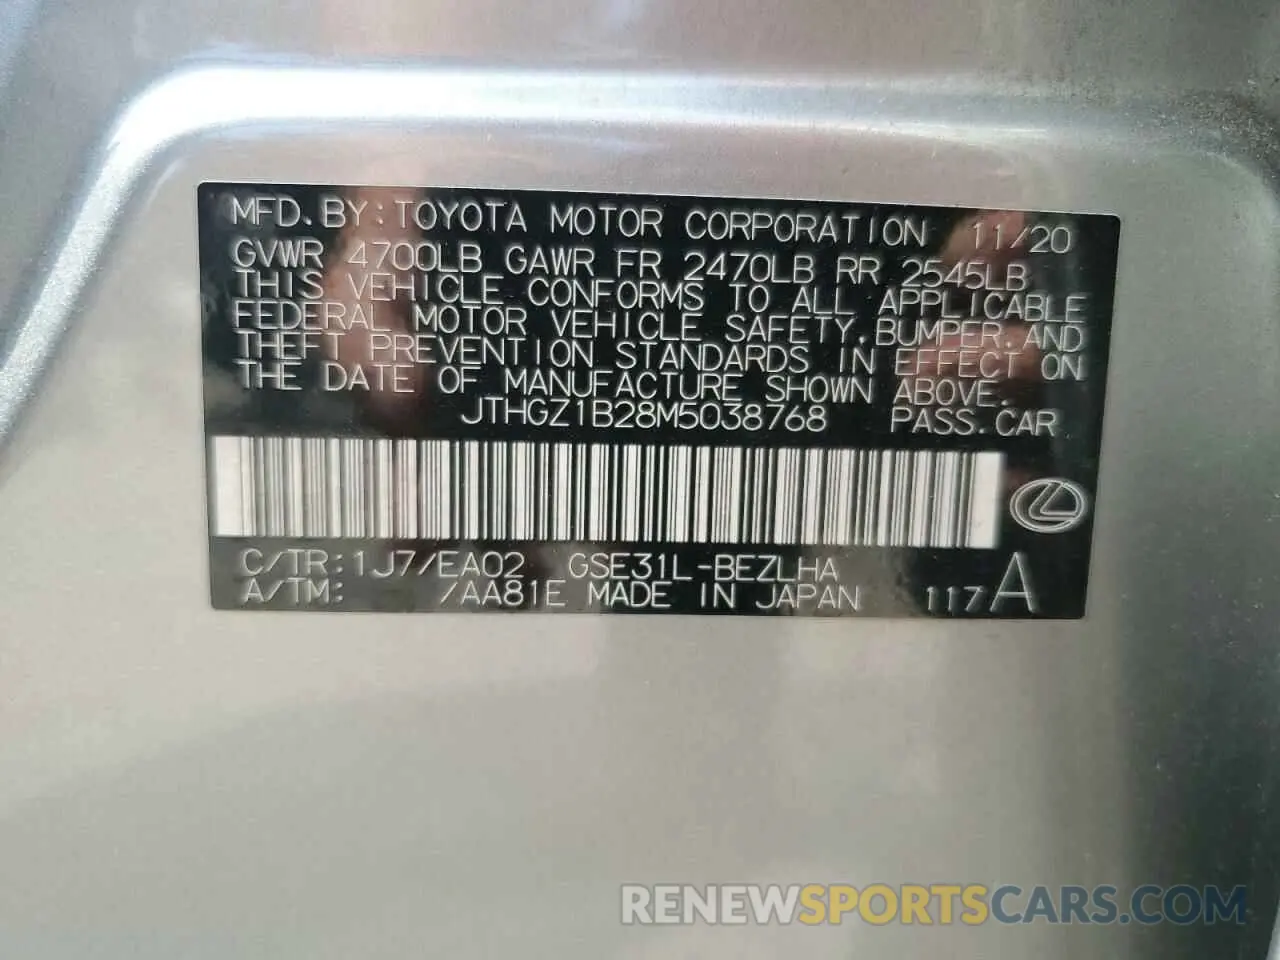 MFD.BY:TOYOTA MOTOR CORPORATION 11/20
GVWR 4700LB GAWR FR 2470LB RR 2545LB
THIS VEHICLE CONFORMS TO ALL APPLICABLE
FEDERAL MOTOR VEHICLE SAFETY,BUMPER,AND
THEFT PREVENTION STANDARDS IN EFFECT ON
THE DATE OF MANUFACTURE SHOWN ABOVE.
JTHGZ1B28M5038768 PASS.CAR
C/TR:1J7/EA02 GSE31L-BEZLHA
A/TM: /AA81E MADE IN JAPAN 117 A
RENEWSPORTSCARS.COM